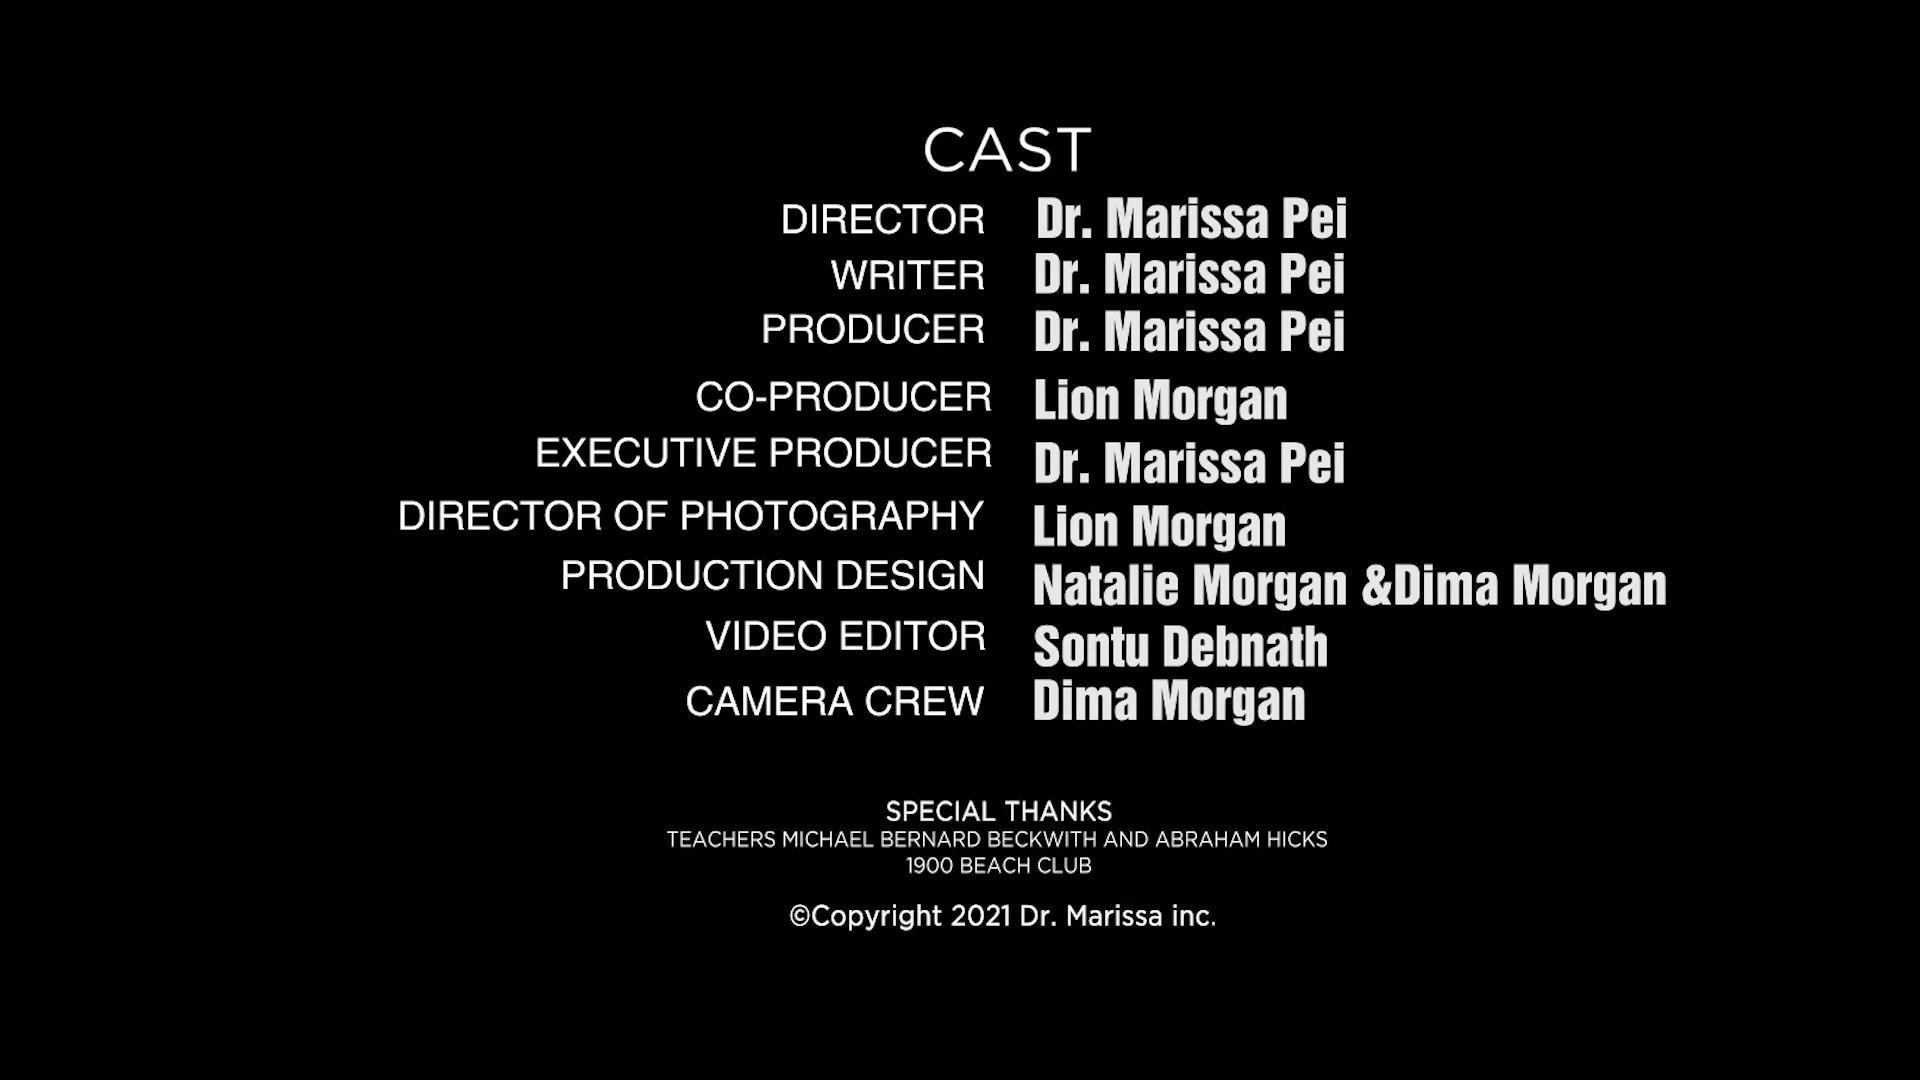 CAST
DIRECTOR Dr. Marissa Pei
WRITER Dr. Marissa Pei
PRODUCER Dr. Marissa Pei
CO-PRODUCER Lion Morgan
EXECUTIVE PRODUCER Dr. Marissa Pei
DIRECTOR OF PHOTOGRAPHY Lion Morgan
PRODUCTION DESIGN Natalie Morgan &Dima Morgan
VIDEO EDITOR Sontu Debnath
CAMERA CREW Dima Morgan
SPECIAL THANKS
TEACHERS MICHAEL BERNARD BECKWITH AND ABRAHAM HICKS
1900 BEACH CLUB
©Copyright 2021 Dr. Marissa inc.